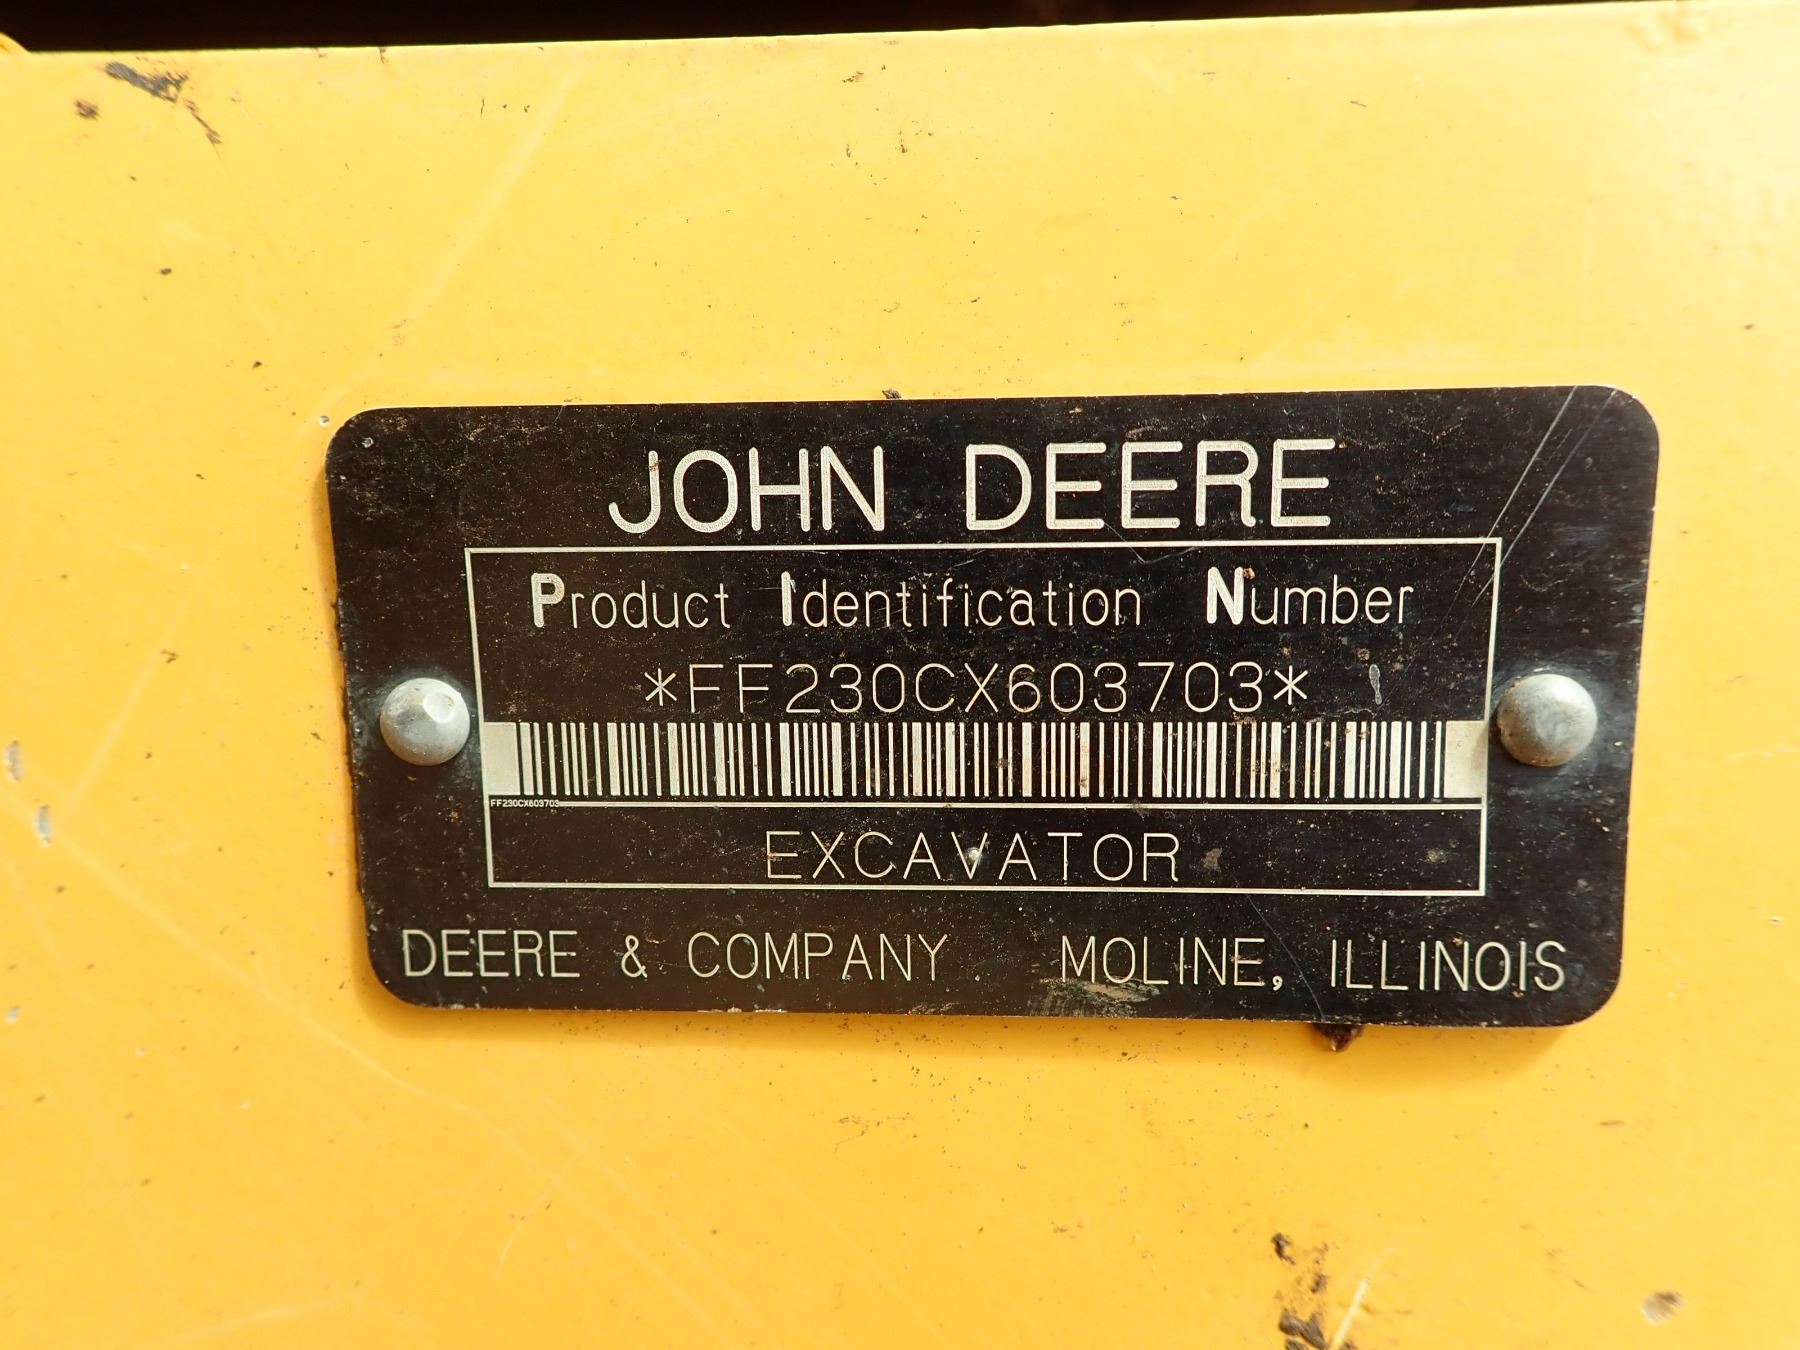 JOHN DEERE
Product Identification Number
*FF230CX603703*
FF230CX603703
EXCAVATOR
DEERE & COMPANY MOLINE, ILLINOIS